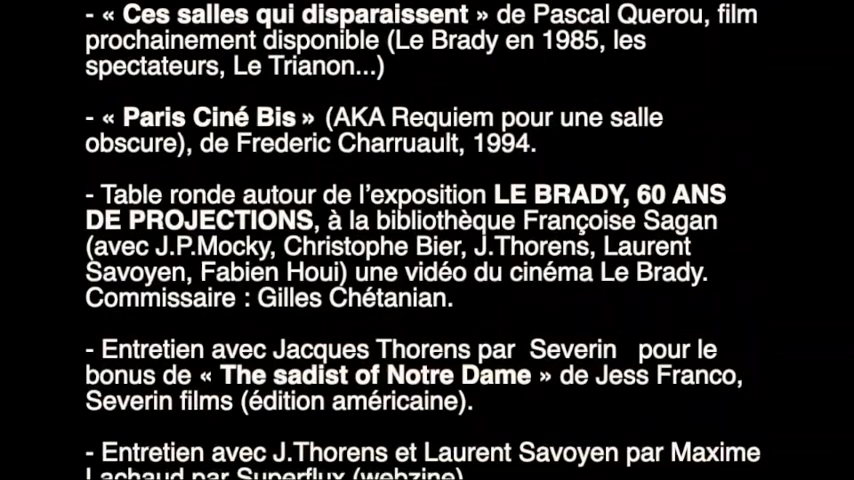 - « Ces salles qui disparaissent » de Pascal Querou, film
prochainement disponible (Le Brady en 1985, les
spectateurs, Le Trianon...)
- « Paris Ciné Bis » (AKA Requiem pour une salle
obscure), de Frederic Charruault, 1994.
- Table ronde autour de l'exposition LE BRADY, 60 ANS
DE PROJECTIONS, à la bibliothèque Françoise Sagan
(avec J.P.Mocky, Christophe Bier, J.Thorens, Laurent
Savoyen, Fabien Houi) une vidéo du cinéma Le Brady.
Commissaire : Gilles Chétanian.
- Entretien avec Jacques Thorens par Severin pour le
bonus de « The sadist of Notre Dame » de Jess Franco,
Severin films (édition américaine).
- Entretien avec J.Thorens et Laurent Savoyen par Maxime
Lachaud par Superflux (webzine)